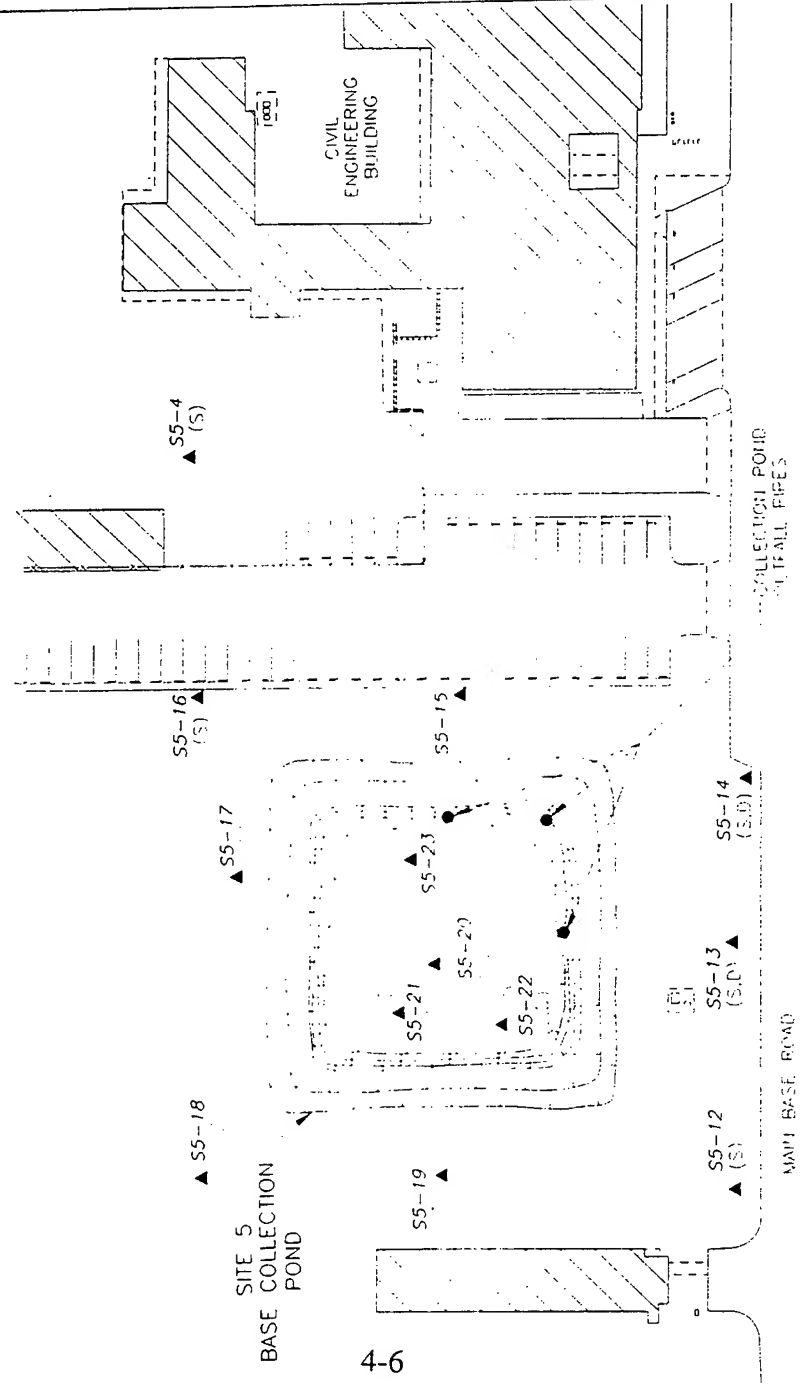 CIVIL
ENGINEERING
BUILDING
S5-4
(S)
S5-16
(S)
S5-17
S5-15
S5-23
S5-20
S5-21
S5-22
S5-18
S5-19
SITE 5
BASE COLLECTION
POND
S5-14
(S,D)
S5-13
(S,D)
S5-12
(S)
COLLECTION POND
OUTFALL PIPES
MAIN BASE ROAD
4-6